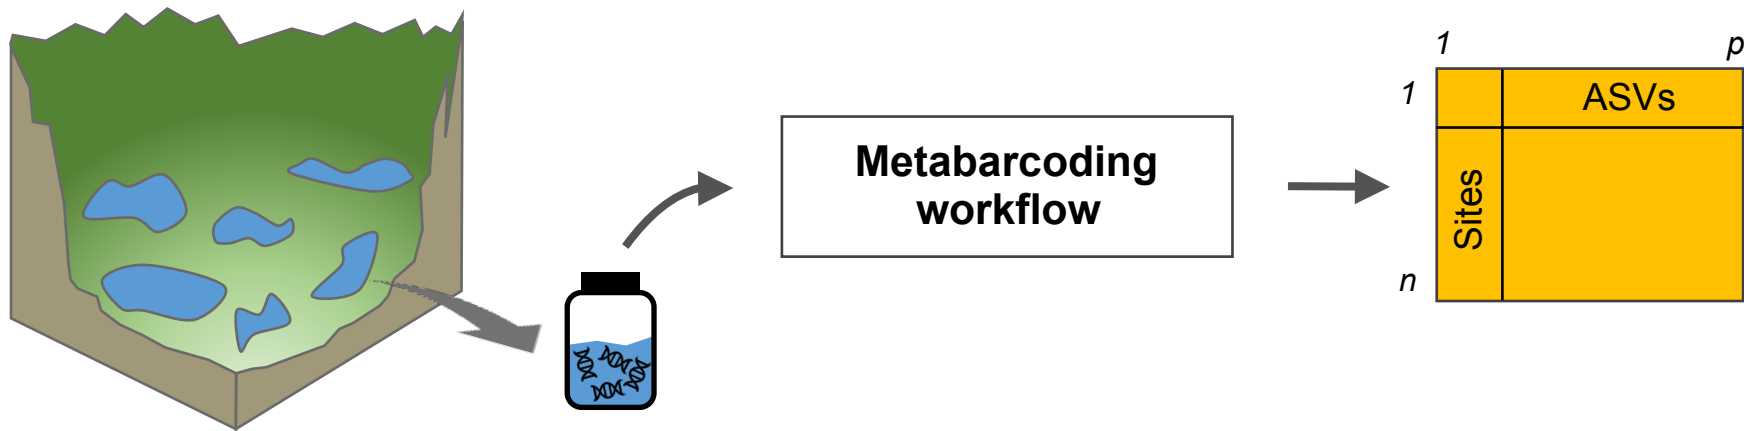 1 p
1 ASVs
Metabarcoding
workflow
Sites
n